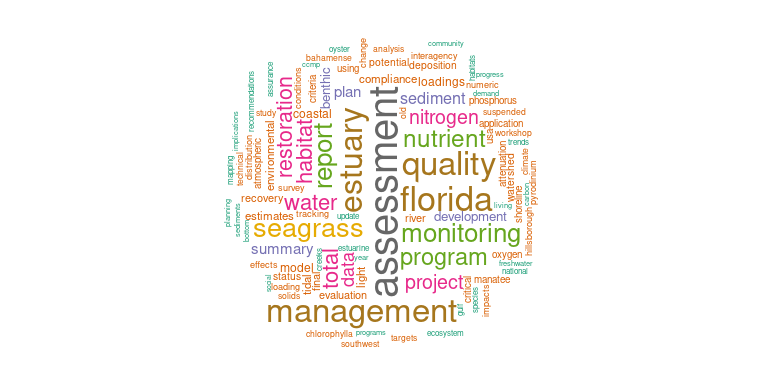 community
oyster
analysis
change
bahamense
interagency
ccmp
using
potential
deposition
habitats
progress
assurance
conditions
criteria
benthic
compliance
loadings
numeric
demand
recommendations
plan
sediment
phosphorus
restoration
study
coastal
old
nitrogen
suspended
application
usa
workshop
implications
distribution
atmospheric
environmental
habitat
report
estuary
assessment
nutrient
trends
mapping
technical
quality
attenuation
watershed
climate
pyrodinium
survey
recovery
water
florida
living
carbon
shoreline
planning
sediments
bottom
estimates
tracking
update
river
development
hillsborough
seagrass
monitoring
summary
estuarine
year
creeks
total
data
light
program
oxygen
freshwater
national
effects
model
status
social
loading
solids
tidal
final
evaluation
project
critical
manatee
species
impacts
gulf
management
chlorophylla
programs
targets
ecosystem
southwest